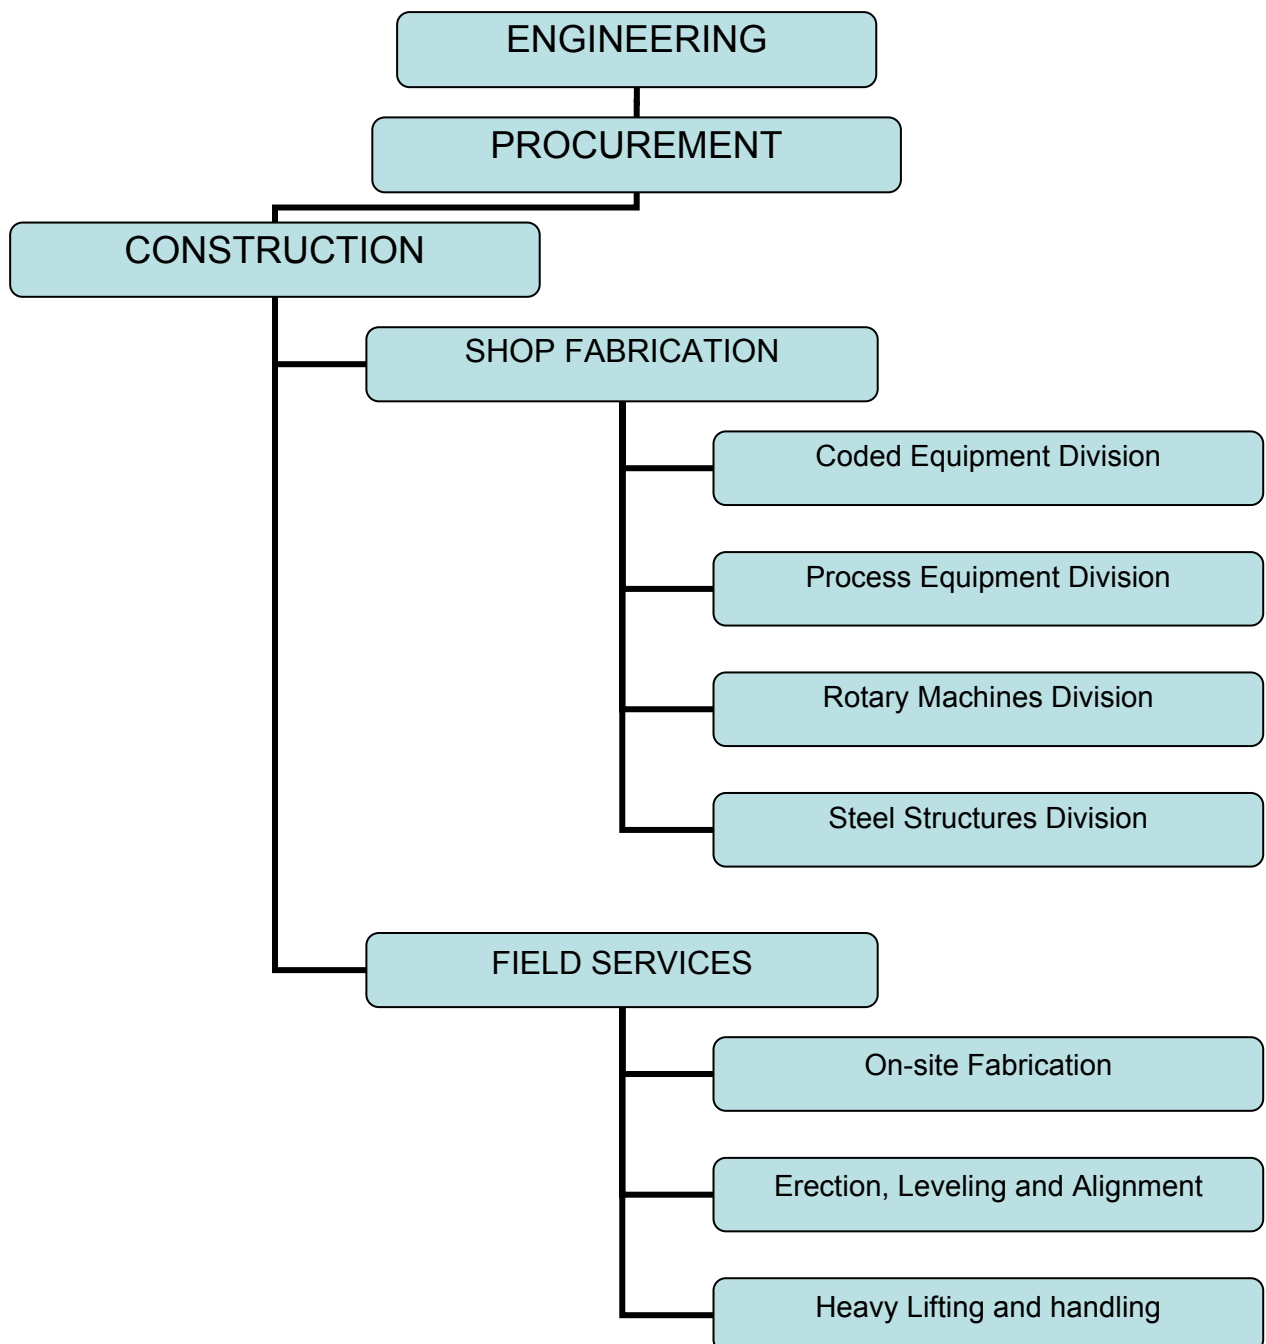 ENGINEERING
PROCUREMENT
CONSTRUCTION
SHOP FABRICATION
Coded Equipment Division
Process Equipment Division
Rotary Machines Division
Steel Structures Division
FIELD SERVICES
On-site Fabrication
Erection, Leveling and Alignment
Heavy Lifting and handling